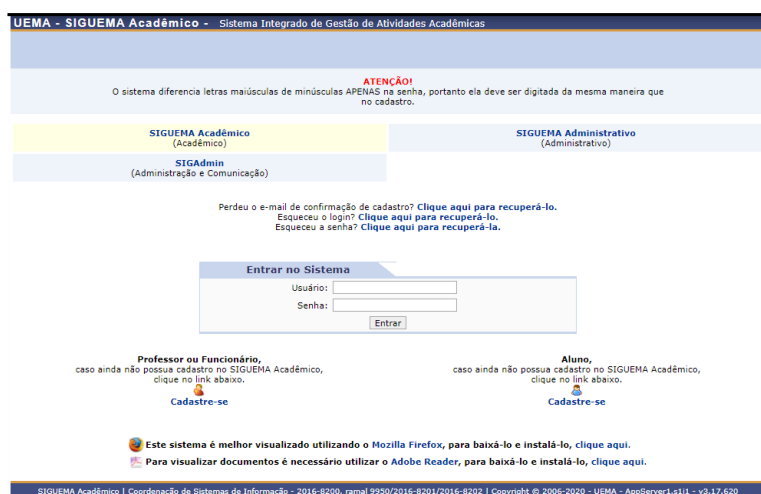 UEMA - SIGUEMA Acadêmico - Sistema Integrado de Gestão de Atividades Acadêmicas
ATENÇÃO!
O sistema diferencia letras maiúsculas de minúsculas APENAS na senha, portanto ela deve ser digitada da mesma maneira que
no cadastro.
SIGUEMA Acadêmico
(Acadêmico)
SIGUEMA Administrativo
(Administrativo)
SIGAdmin
(Administração e Comunicação)
Perdeu o e-mail de confirmação de cadastro? Clique aqui para recuperá-lo.
Esqueceu o login? Clique aqui para recuperá-lo.
Esqueceu a senha? Clique aqui para recuperá-la.
Entrar no Sistema
Usuário:
Senha:
Entrar
Professor ou Funcionário,
caso ainda não possua cadastro no SIGUEMA Acadêmico,
clique no link abaixo.
Cadastre-se
Aluno,
caso ainda não possua cadastro no SIGUEMA Acadêmico,
clique no link abaixo.
Cadastre-se
Este sistema é melhor visualizado utilizando o Mozilla Firefox, para baixá-lo e instalá-lo, clique aqui.
Para visualizar documentos é necessário utilizar o Adobe Reader, para baixá-lo e instalá-lo, clique aqui.
SIGUEMA Acadêmico | Coordenação de Sistemas de Informação - 2016-8200, ramal 9950/2016-8201/2016-8202 | Copyright © 2006-2020 - UEMA - AppServer1.s1i1 - v3.17.620